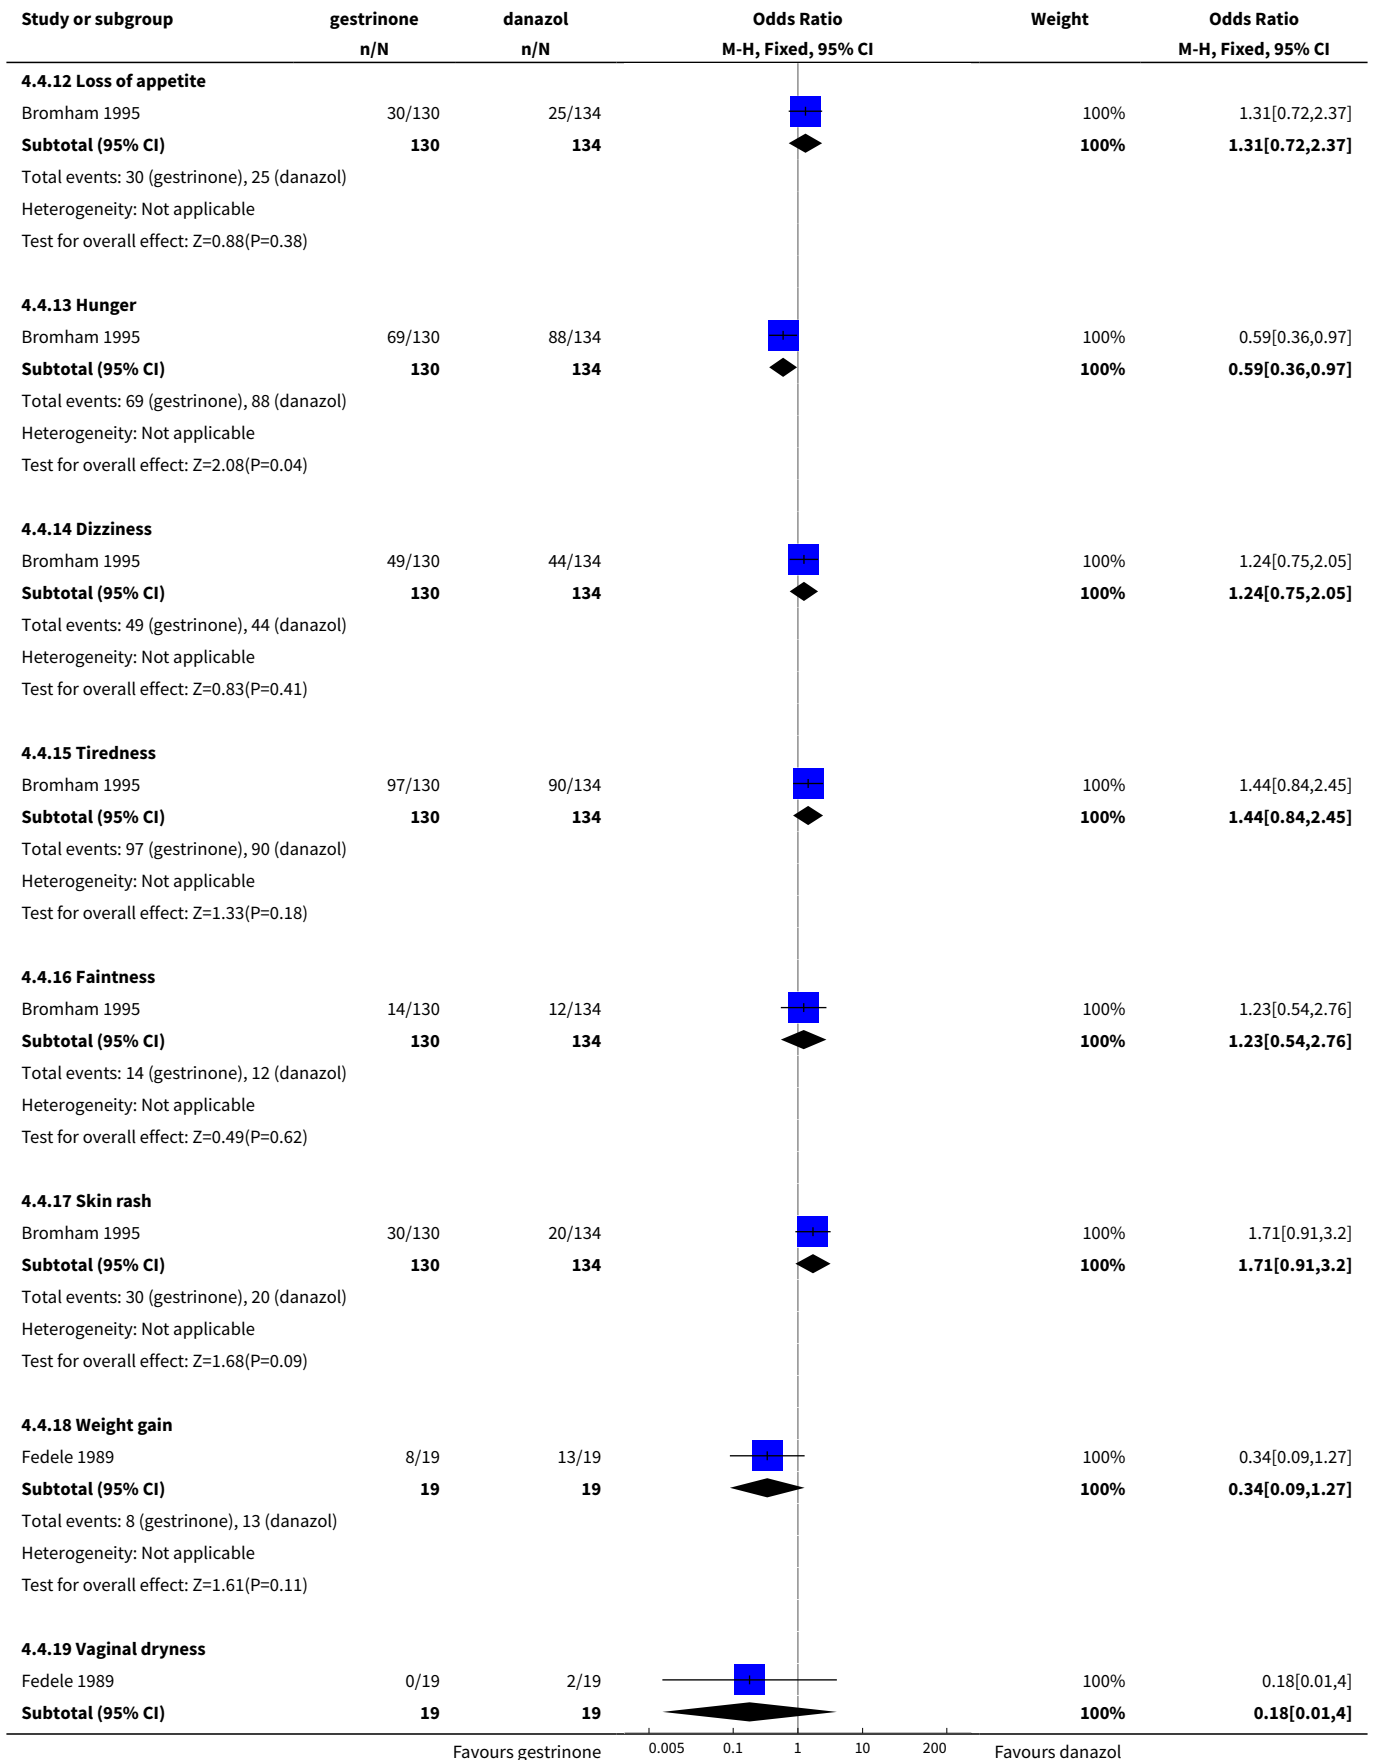 Study or subgroup gestrinone danazol Odds Ratio Weight Odds Ratio
n/N n/N M-H, Fixed, 95% CI M-H, Fixed, 95% CI
4.4.12 Loss of appetite
Bromham 1995 30/130 25/134 100% 1.31[0.72,2.37]
Subtotal (95% CI) 130 134 100% 1.31[0.72,2.37]
Total events: 30 (gestrinone), 25 (danazol)
Heterogeneity: Not applicable
Test for overall effect: Z=0.88(P=0.38)
4.4.13 Hunger
Bromham 1995 69/130 88/134 100% 0.59[0.36,0.97]
Subtotal (95% CI) 130 134 100% 0.59[0.36,0.97]
Total events: 69 (gestrinone), 88 (danazol)
Heterogeneity: Not applicable
Test for overall effect: Z=2.08(P=0.04)
4.4.14 Dizziness
Bromham 1995 49/130 44/134 100% 1.24[0.75,2.05]
Subtotal (95% CI) 130 134 100% 1.24[0.75,2.05]
Total events: 49 (gestrinone), 44 (danazol)
Heterogeneity: Not applicable
Test for overall effect: Z=0.83(P=0.41)
4.4.15 Tiredness
Bromham 1995 97/130 90/134 100% 1.44[0.84,2.45]
Subtotal (95% CI) 130 134 100% 1.44[0.84,2.45]
Total events: 97 (gestrinone), 90 (danazol)
Heterogeneity: Not applicable
Test for overall effect: Z=1.33(P=0.18)
4.4.16 Faintness
Bromham 1995 14/130 12/134 100% 1.23[0.54,2.76]
Subtotal (95% CI) 130 134 100% 1.23[0.54,2.76]
Total events: 14 (gestrinone), 12 (danazol)
Heterogeneity: Not applicable
Test for overall effect: Z=0.49(P=0.62)
4.4.17 Skin rash
Bromham 1995 30/130 20/134 100% 1.71[0.91,3.2]
Subtotal (95% CI) 130 134 100% 1.71[0.91,3.2]
Total events: 30 (gestrinone), 20 (danazol)
Heterogeneity: Not applicable
Test for overall effect: Z=1.68(P=0.09)
4.4.18 Weight gain
Fedele 1989 8/19 13/19 100% 0.34[0.09,1.27]
Subtotal (95% CI) 19 19 100% 0.34[0.09,1.27]
Total events: 8 (gestrinone), 13 (danazol)
Heterogeneity: Not applicable
Test for overall effect: Z=1.61(P=0.11)
4.4.19 Vaginal dryness
Fedele 1989 0/19 2/19 100% 0.18[0.01,4]
Subtotal (95% CI) 19 19 100% 0.18[0.01,4]
Favours gestrinone 0.005 0.1 1 10 200 Favours danazol